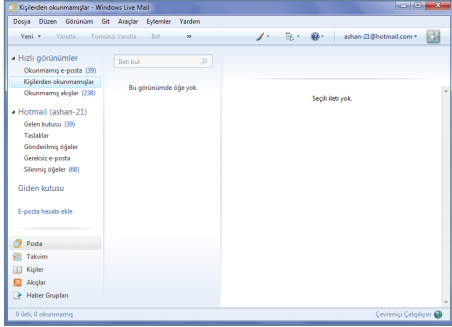 Kişilerden okunmamışlar - Windows Live Mail
Dosya Düzen Görünüm Git Araçlar Eylemler Yardım
Yeni Yanıtla Tümünü Yanıtla İlet » ashan-21@hotmail.com
Hızlı görünümler
Okunmamış e-posta (39)
Kişilerden okunmamışlar
Okunmamış akışlar (238)
Hotmail (ashan-21)
Gelen kutusu (39)
Taslaklar
Gönderilmiş öğeler
Gereksiz e-posta
Silinmiş öğeler (68)
Giden kutusu
E-posta hesabı ekle
Posta
Takvim
Kişiler
Akışlar
Haber Grupları
İleti bul
Bu görünümde öğe yok.
Seçili ileti yok.
0 ileti, 0 okunmamış
Çevrimiçi Çalışılıyor